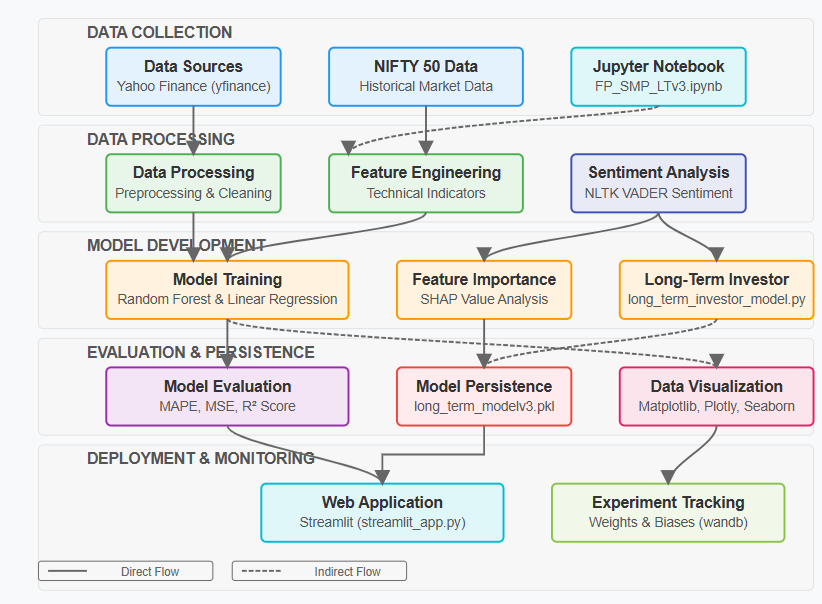 DATA COLLECTION
Data Sources
Yahoo Finance (yfinance)
NIFTY 50 Data
Historical Market Data
Jupyter Notebook
FP_SMP_LTv3.ipynb
DATA PROCESSING
Data Processing
Preprocessing & Cleaning
Feature Engineering
Technical Indicators
Sentiment Analysis
NLTK VADER Sentiment
MODEL DEVELOPMENT
Model Training
Random Forest & Linear Regression
Feature Importance
SHAP Value Analysis
Long-Term Investor
long_term_investor_model.py
EVALUATION & PERSISTENCE
Model Evaluation
MAPE, MSE, R² Score
Model Persistence
long_term_modelv3.pkl
Data Visualization
Matplotlib, Plotly, Seaborn
DEPLOYMENT & MONITORING
Web Application
Streamlit (streamlit_app.py)
Experiment Tracking
Weights & Biases (wandb)
Direct Flow
Indirect Flow